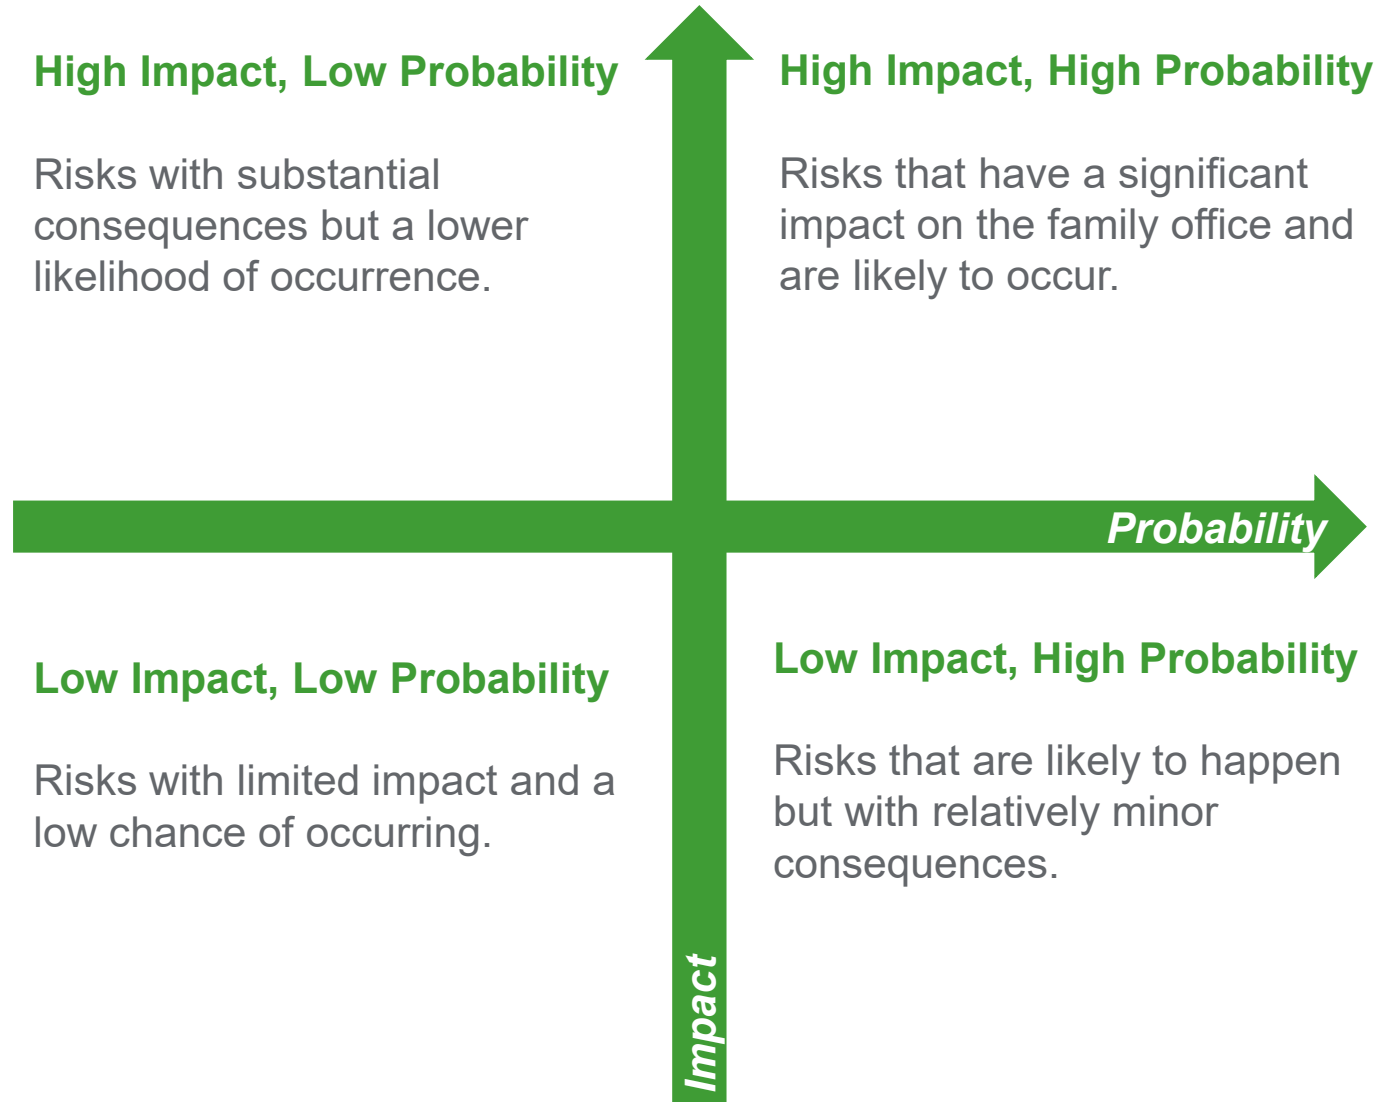 High Impact, Low Probability
Risks with substantial
consequences but a lower
likelihood of occurrence.
High Impact, High Probability
Risks that have a significant
impact on the family office and
are likely to occur.
Probability
Low Impact, Low Probability
Risks with limited impact and a
low chance of occurring.
Low Impact, High Probability
Risks that are likely to happen
but with relatively minor
consequences.
Impact